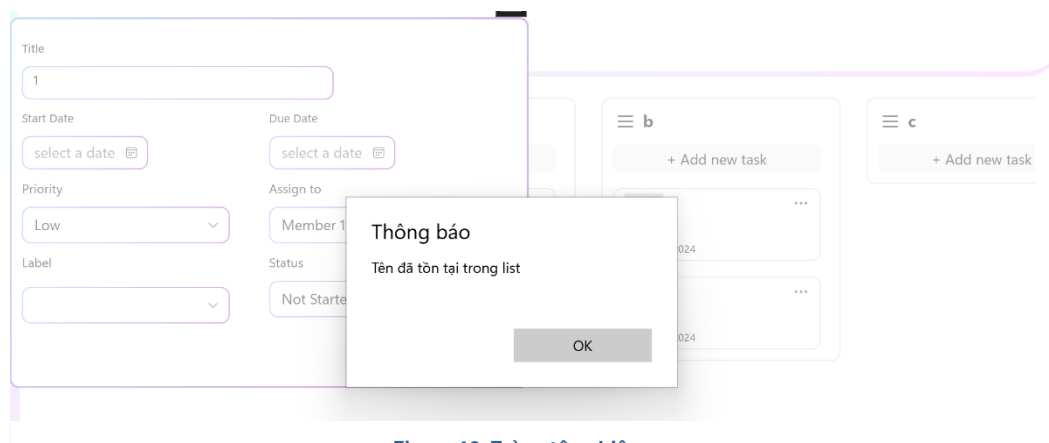 Title
1
Start Date
Due Date
select a date
select a date
Priority
Assign to
Low
Member 1
Label
Status
Not Starte
b
+ Add new task
024
024
c
+ Add new task
Thông báo
Tên đã tồn tại trong list
OK